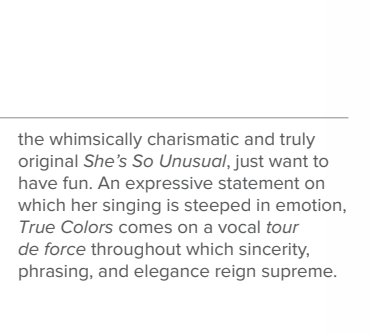 the whimsically charismatic and truly
original She's So Unusual, just want to
have fun. An expressive statement on
which her singing is steeped in emotion,
True Colors comes on a vocal tour
de force throughout which sincerity,
phrasing, and elegance reign supreme.